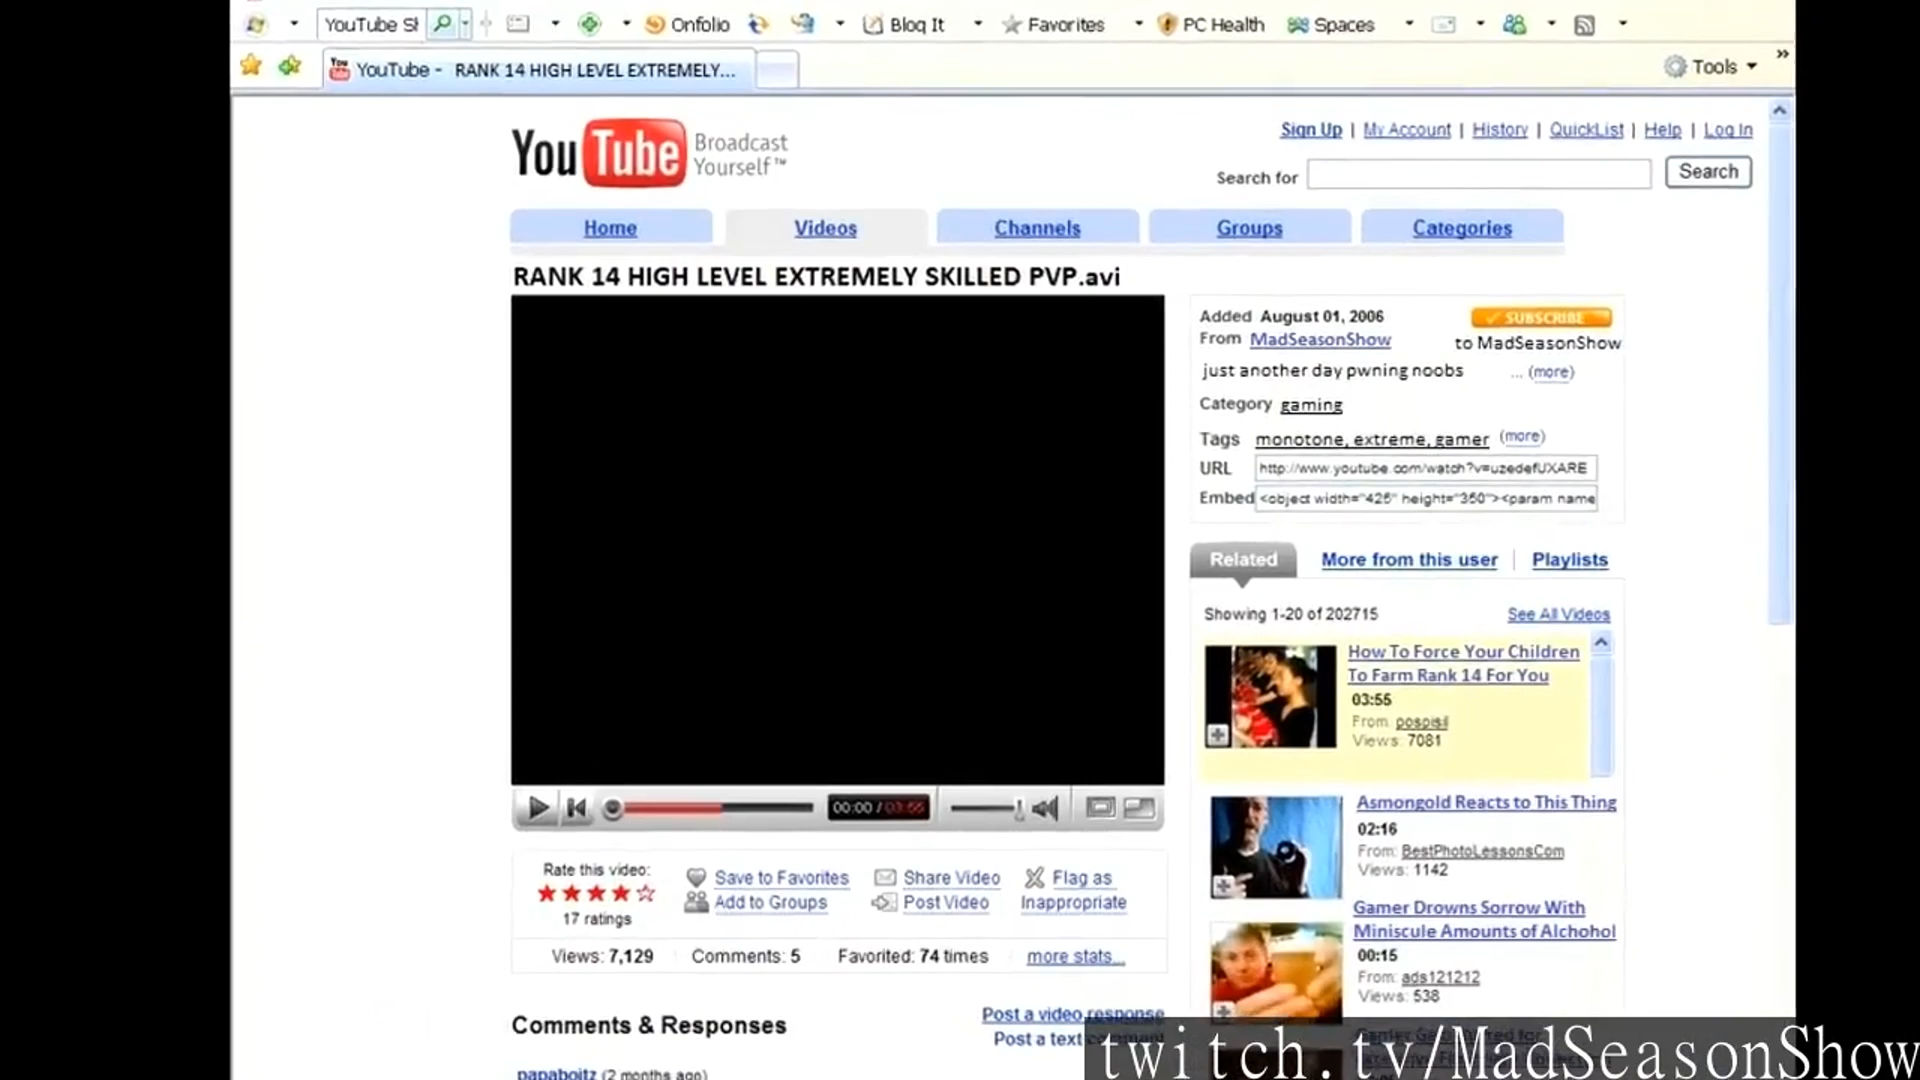 YouTube S
Onfolio
Blog It
Favorites
PC Health
Spaces
YouTube - RANK 14 HIGH LEVEL EXTREMELY...
Tools
YouTube Broadcast Yourself™
Sign Up | My Account | History | QuickList | Help | Log In
Search for
Search
Home
Videos
Channels
Groups
Categories
RANK 14 HIGH LEVEL EXTREMELY SKILLED PVP.avi
00:00 / 03:55
Rate this video:
17 ratings
Save to Favorites
Add to Groups
Share Video
Post Video
Flag as
Inappropriate
Views: 7,129
Comments: 5
Favorited: 74 times
more stats...
Comments & Responses
Post a video response
Post a text comment
papaboitz (2 months ago)
Added August 01, 2006
From MadSeasonShow
SUBSCRIBE
to MadSeasonShow
just another day pwning noobs ... (more)
Category gaming
Tags monotone, extreme, gamer (more)
URL http://www.youtube.com/watch?v=uzedefUXARE
Embed <object width="425" height="350"><param name
Related
More from this user
Playlists
Showing 1-20 of 202715
See All Videos
How To Force Your Children
To Farm Rank 14 For You
03:55
From: pospisil
Views: 7081
Asmongold Reacts to This Thing
02:16
From: BestPhotoLessonsCom
Views: 1142
Gamer Drowns Sorrow With
Miniscule Amounts of Alchohol
00:15
From: ads121212
Views: 538
twitch.tv/MadSeasonShow